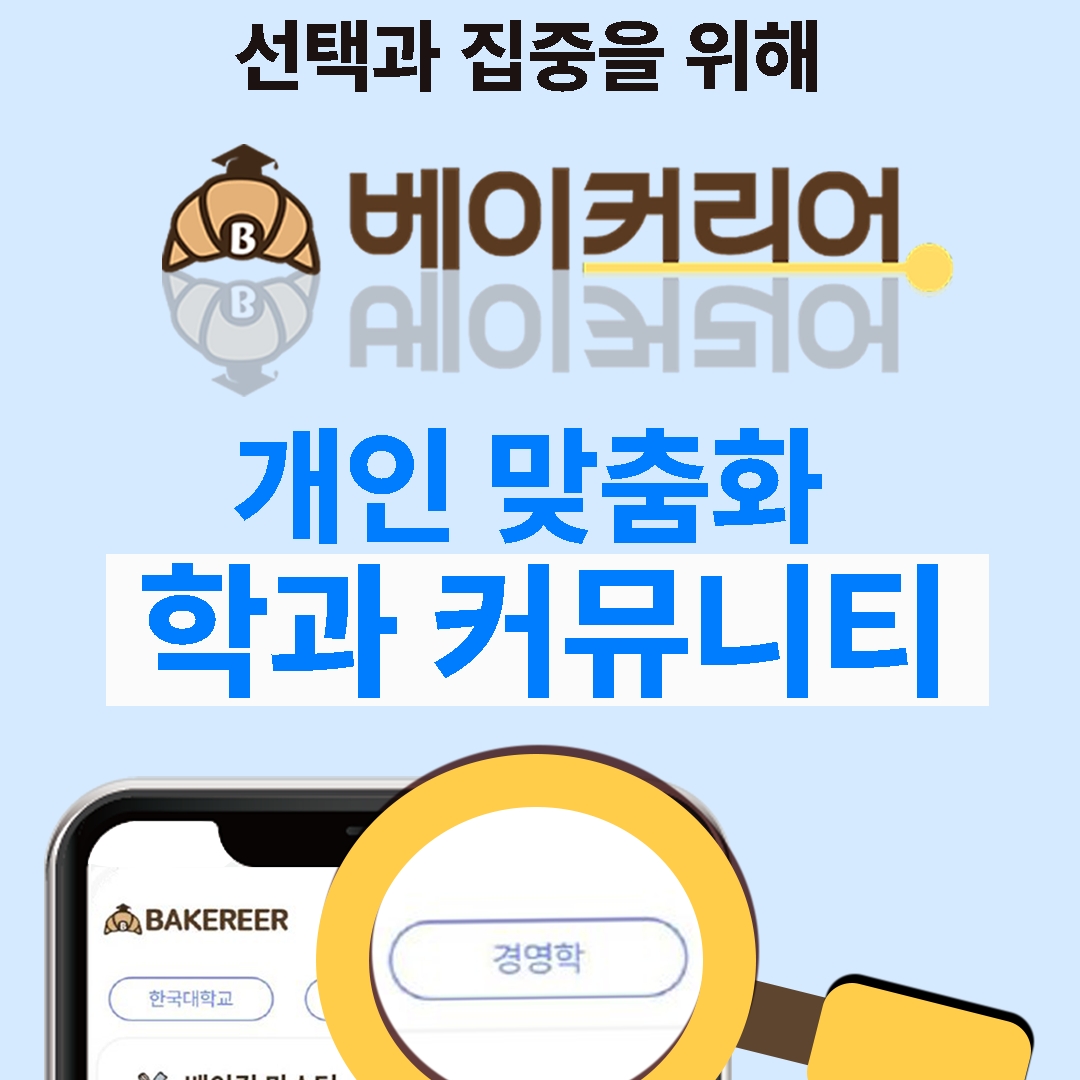 선택과 집중을 위해
B 베이커리어
개인 맞춤화
학과 커뮤니티
BAKEREER
경영학
한국대학교